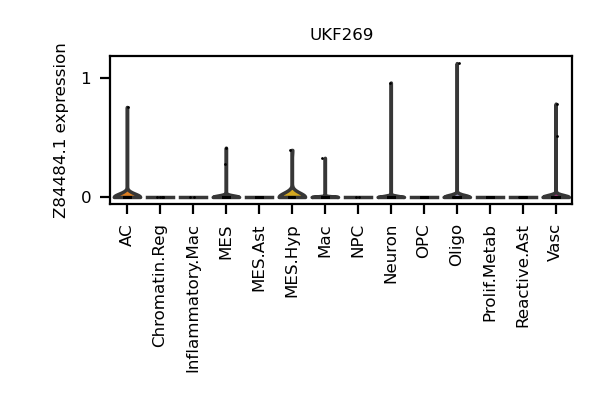 UKF269
Z84484.1 expression
1
0
AC
Chromatin.Reg
Inflammatory.Mac
MES
MES.Ast
MES.Hyp
Mac
NPC
Neuron
OPC
Oligo
Prolif.Metab
Reactive.Ast
Vasc